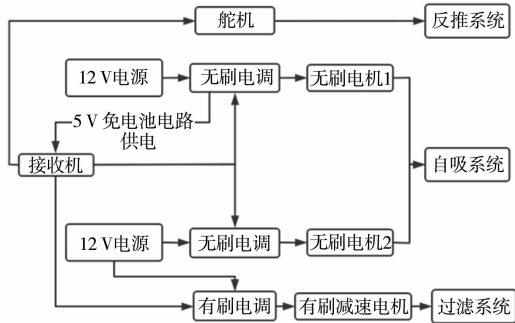 舵机
反推系统
12 V电源
无刷电调
无刷电机1
5 V 免电池电路
供电
接收机
自吸系统
12 V电源
无刷电调
无刷电机2
有刷电调
有刷减速电机
过滤系统